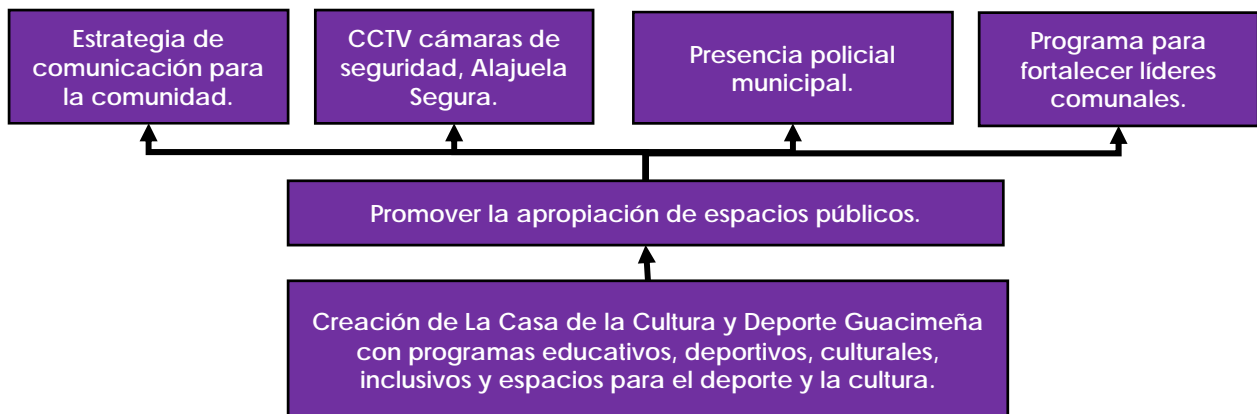 Estrategia de
comunicación para
la comunidad.
CCTV cámaras de
seguridad, Alajuela
Segura.
Presencia policial
municipal.
Programa para
fortalecer líderes
comunales.
Promover la apropiación de espacios públicos.
Creación de La Casa de la Cultura y Deporte Guacimeña
con programas educativos, deportivos, culturales,
inclusivos y espacios para el deporte y la cultura.